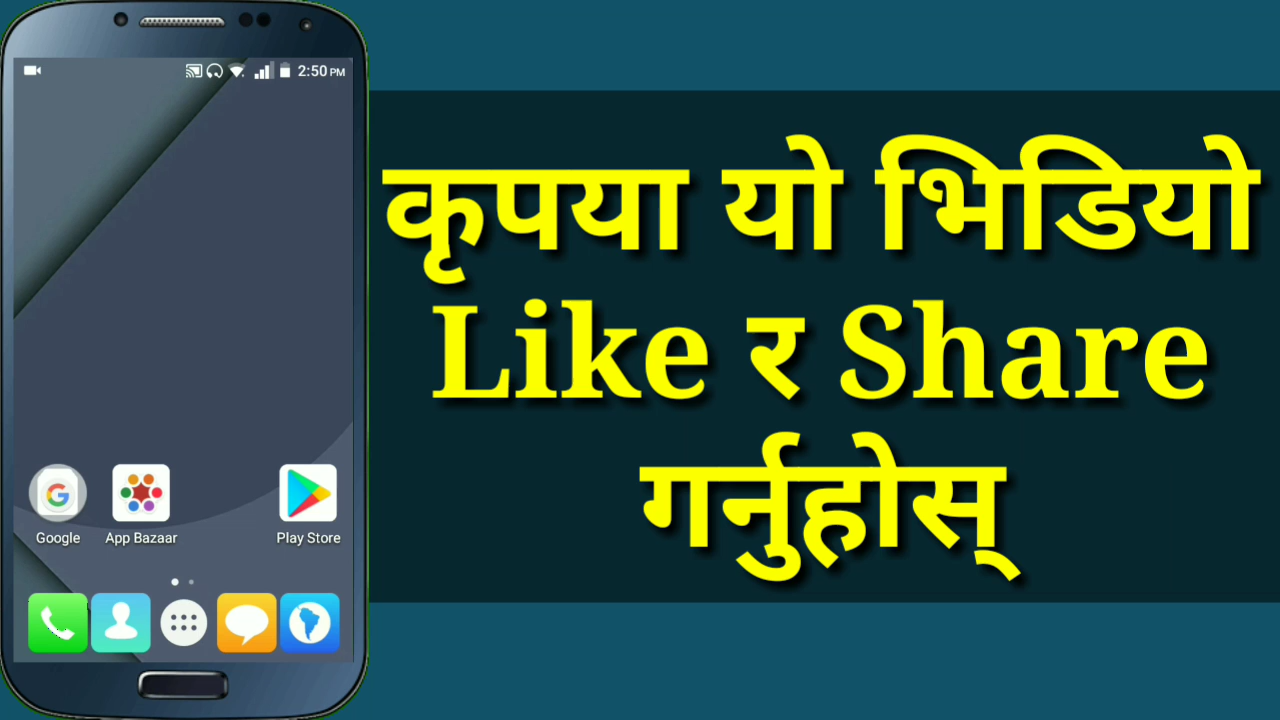 2:50 PM
कृपया यो भिडियो
Like र Share
गर्नुहोस्
Google
App Bazaar
Play Store